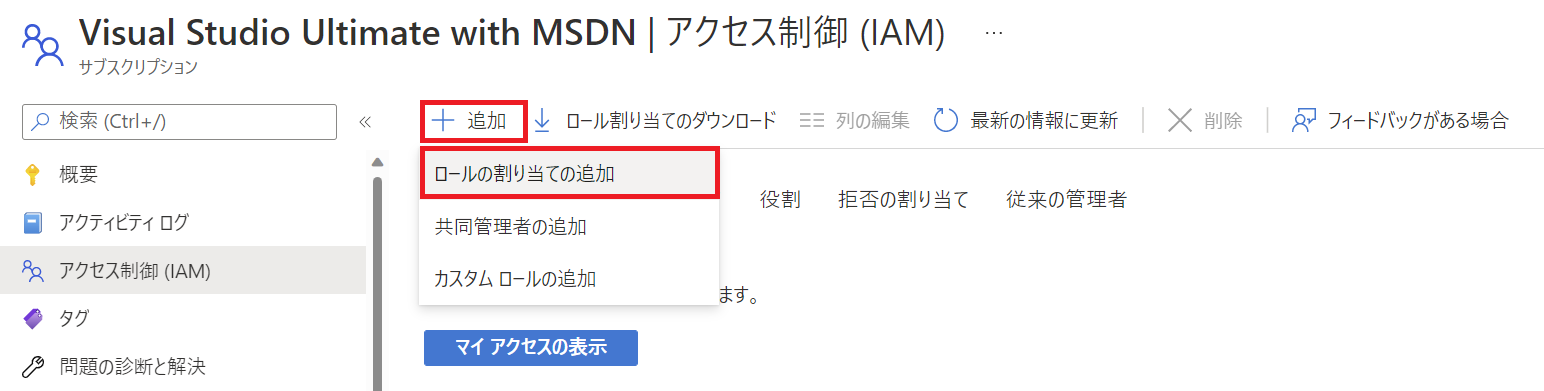 Visual Studio Ultimate with MSDN | アクセス制御 (IAM) …
サブスクリプション
検索 (Ctrl+/) «
追加 ロール割り当てのダウンロード 列の編集 最新の情報に更新 削除 フィードバックがある場合
概要
アクティビティ ログ
アクセス制御 (IAM)
タグ
問題の診断と解決
ロールの割り当ての追加
共同管理者の追加
カスタム ロールの追加
役割 拒否の割り当て 従来の管理者
ます。
マイ アクセスの表示